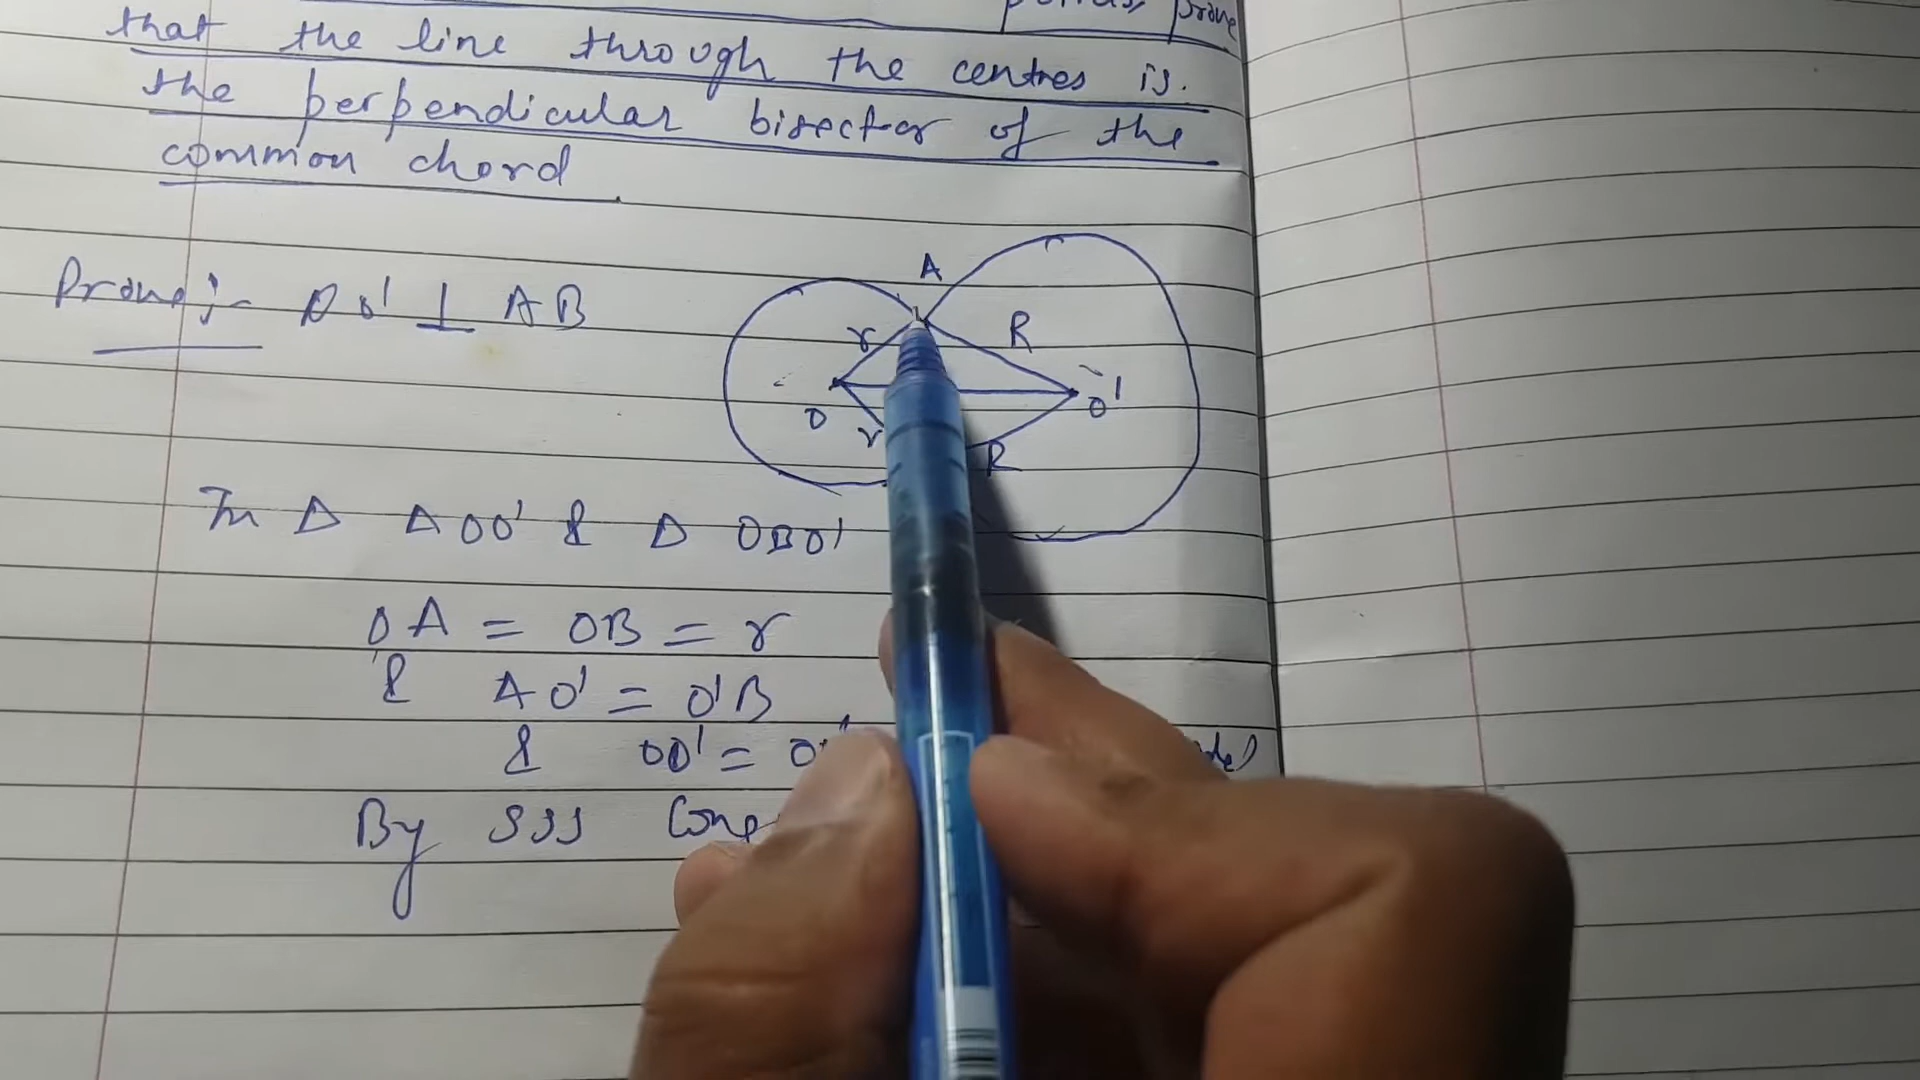 prove
that the line through the centres is.
the perpendicular bisector of the
common chord.
Prove :- OO' ⊥ AB
A
r R
O O'
r R
In Δ AOO' & Δ OBO'
OA = OB = r
& AO' = O'B
& OO' =
By SSS